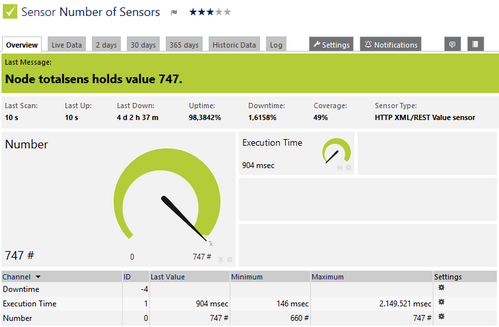 Sensor Number of Sensors
Overview Live Data 2 days 30 days 365 days Historic Data Log Settings Notifications
Last Message:
Node totalsens holds value 747.
Last Scan: Last Up: Last Down: Uptime: Downtime: Coverage: Sensor Type:
10 s 10 s 4 d 2 h 37 m 98,3842% 1,6158% 49% HTTP XML/REST Value sensor
Number
Execution Time
904 msec
747 #
0 747 #
Channel ID Last Value Minimum Maximum Settings
Downtime -4
Execution Time 1 904 msec 146 msec 2.149.521 msec
Number 0 747 # 660 # 747 #